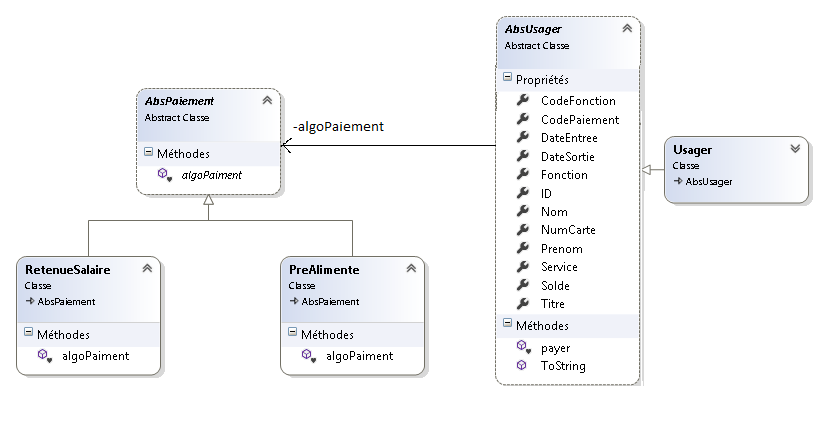 AbsPaiement
Abstract Classe
Méthodes
algoPaiment
-algoPaiement
RetenueSalaire
Classe
AbsPaiement
Méthodes
algoPaiment
PreAlimente
Classe
AbsPaiement
Méthodes
algoPaiment
AbsUsager
Abstract Classe
Propriétés
CodeFonction
CodePaiement
DateEntree
DateSortie
Fonction
ID
Nom
NumCarte
Prenom
Service
Solde
Titre
Méthodes
payer
ToString
Usager
Classe
AbsUsager